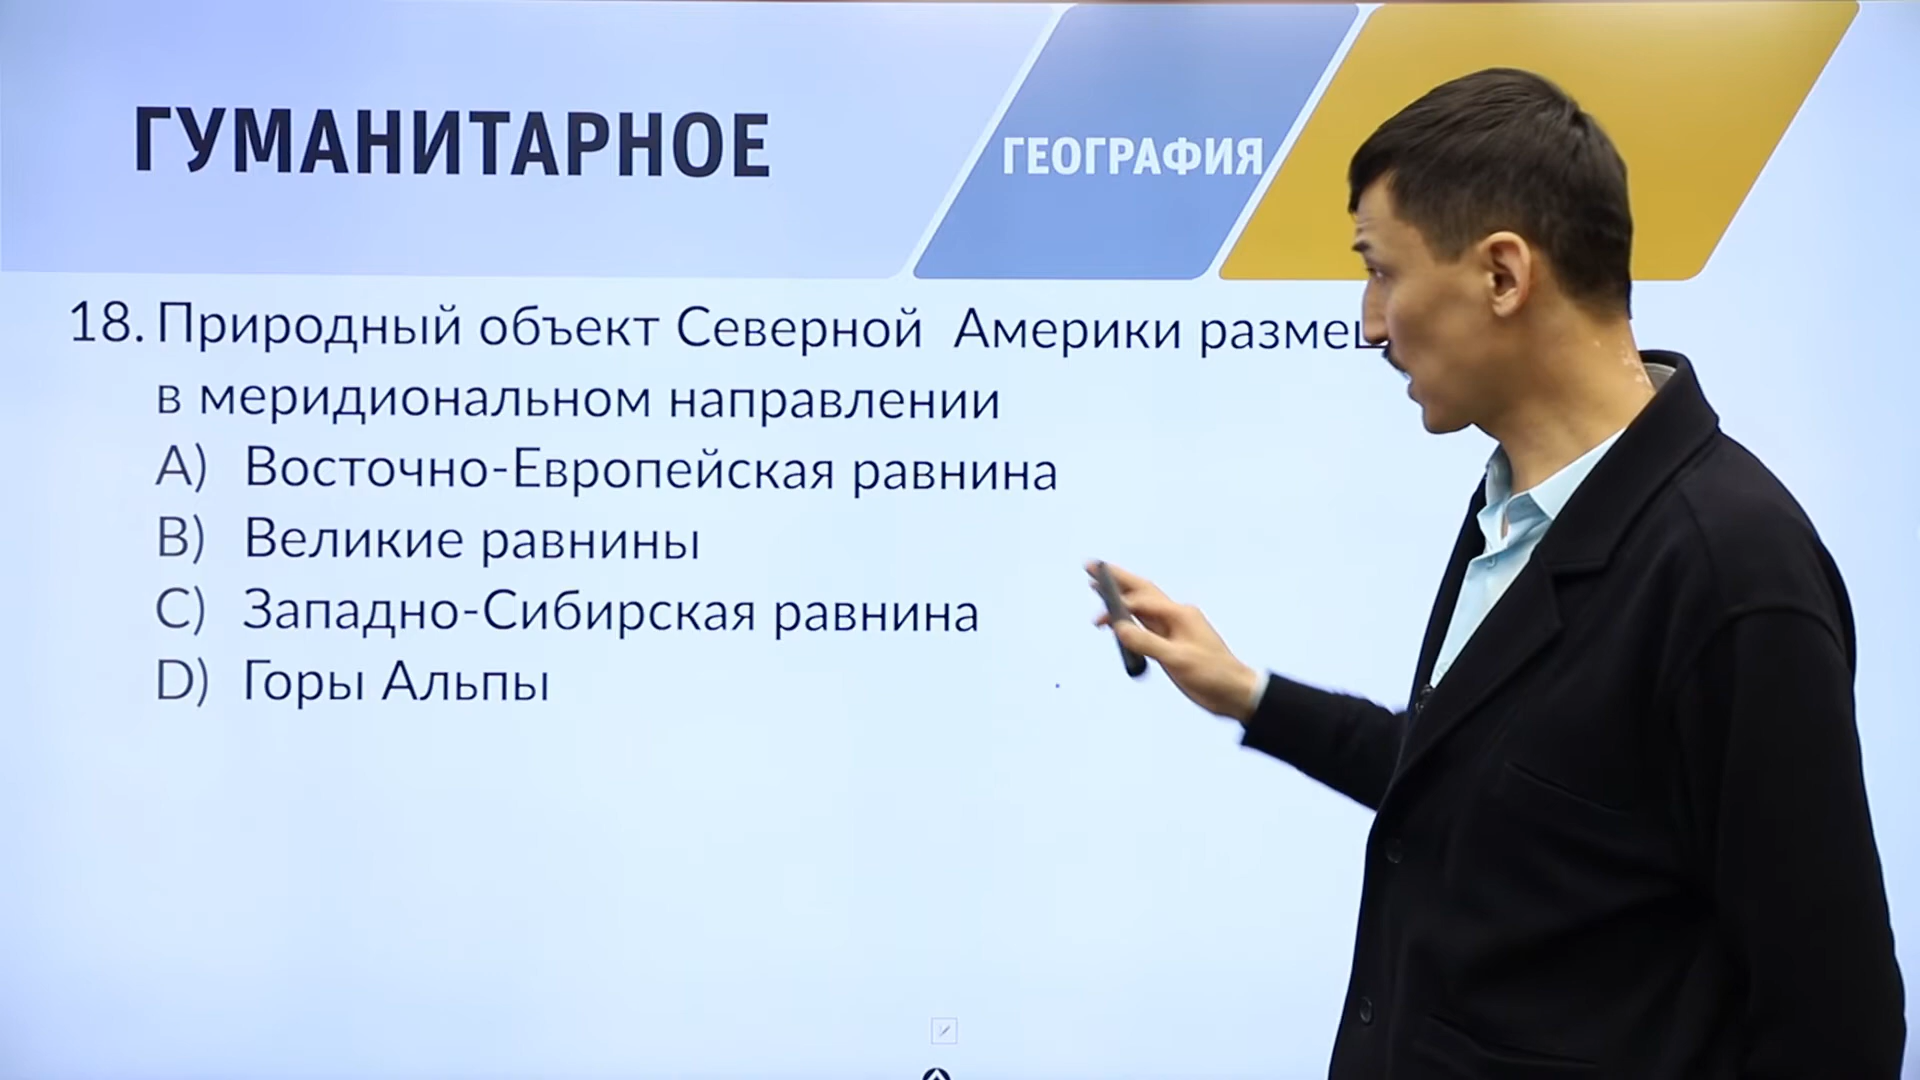 ГУМАНИТАРНОЕ
ГЕОГРАФИЯ
18. Природный объект Северной Америки
в меридиональном направлении
A) Восточно-Европейская равнина
B) Великие равнины
C) Западно-Сибирская равнина
D) Горы Альпы